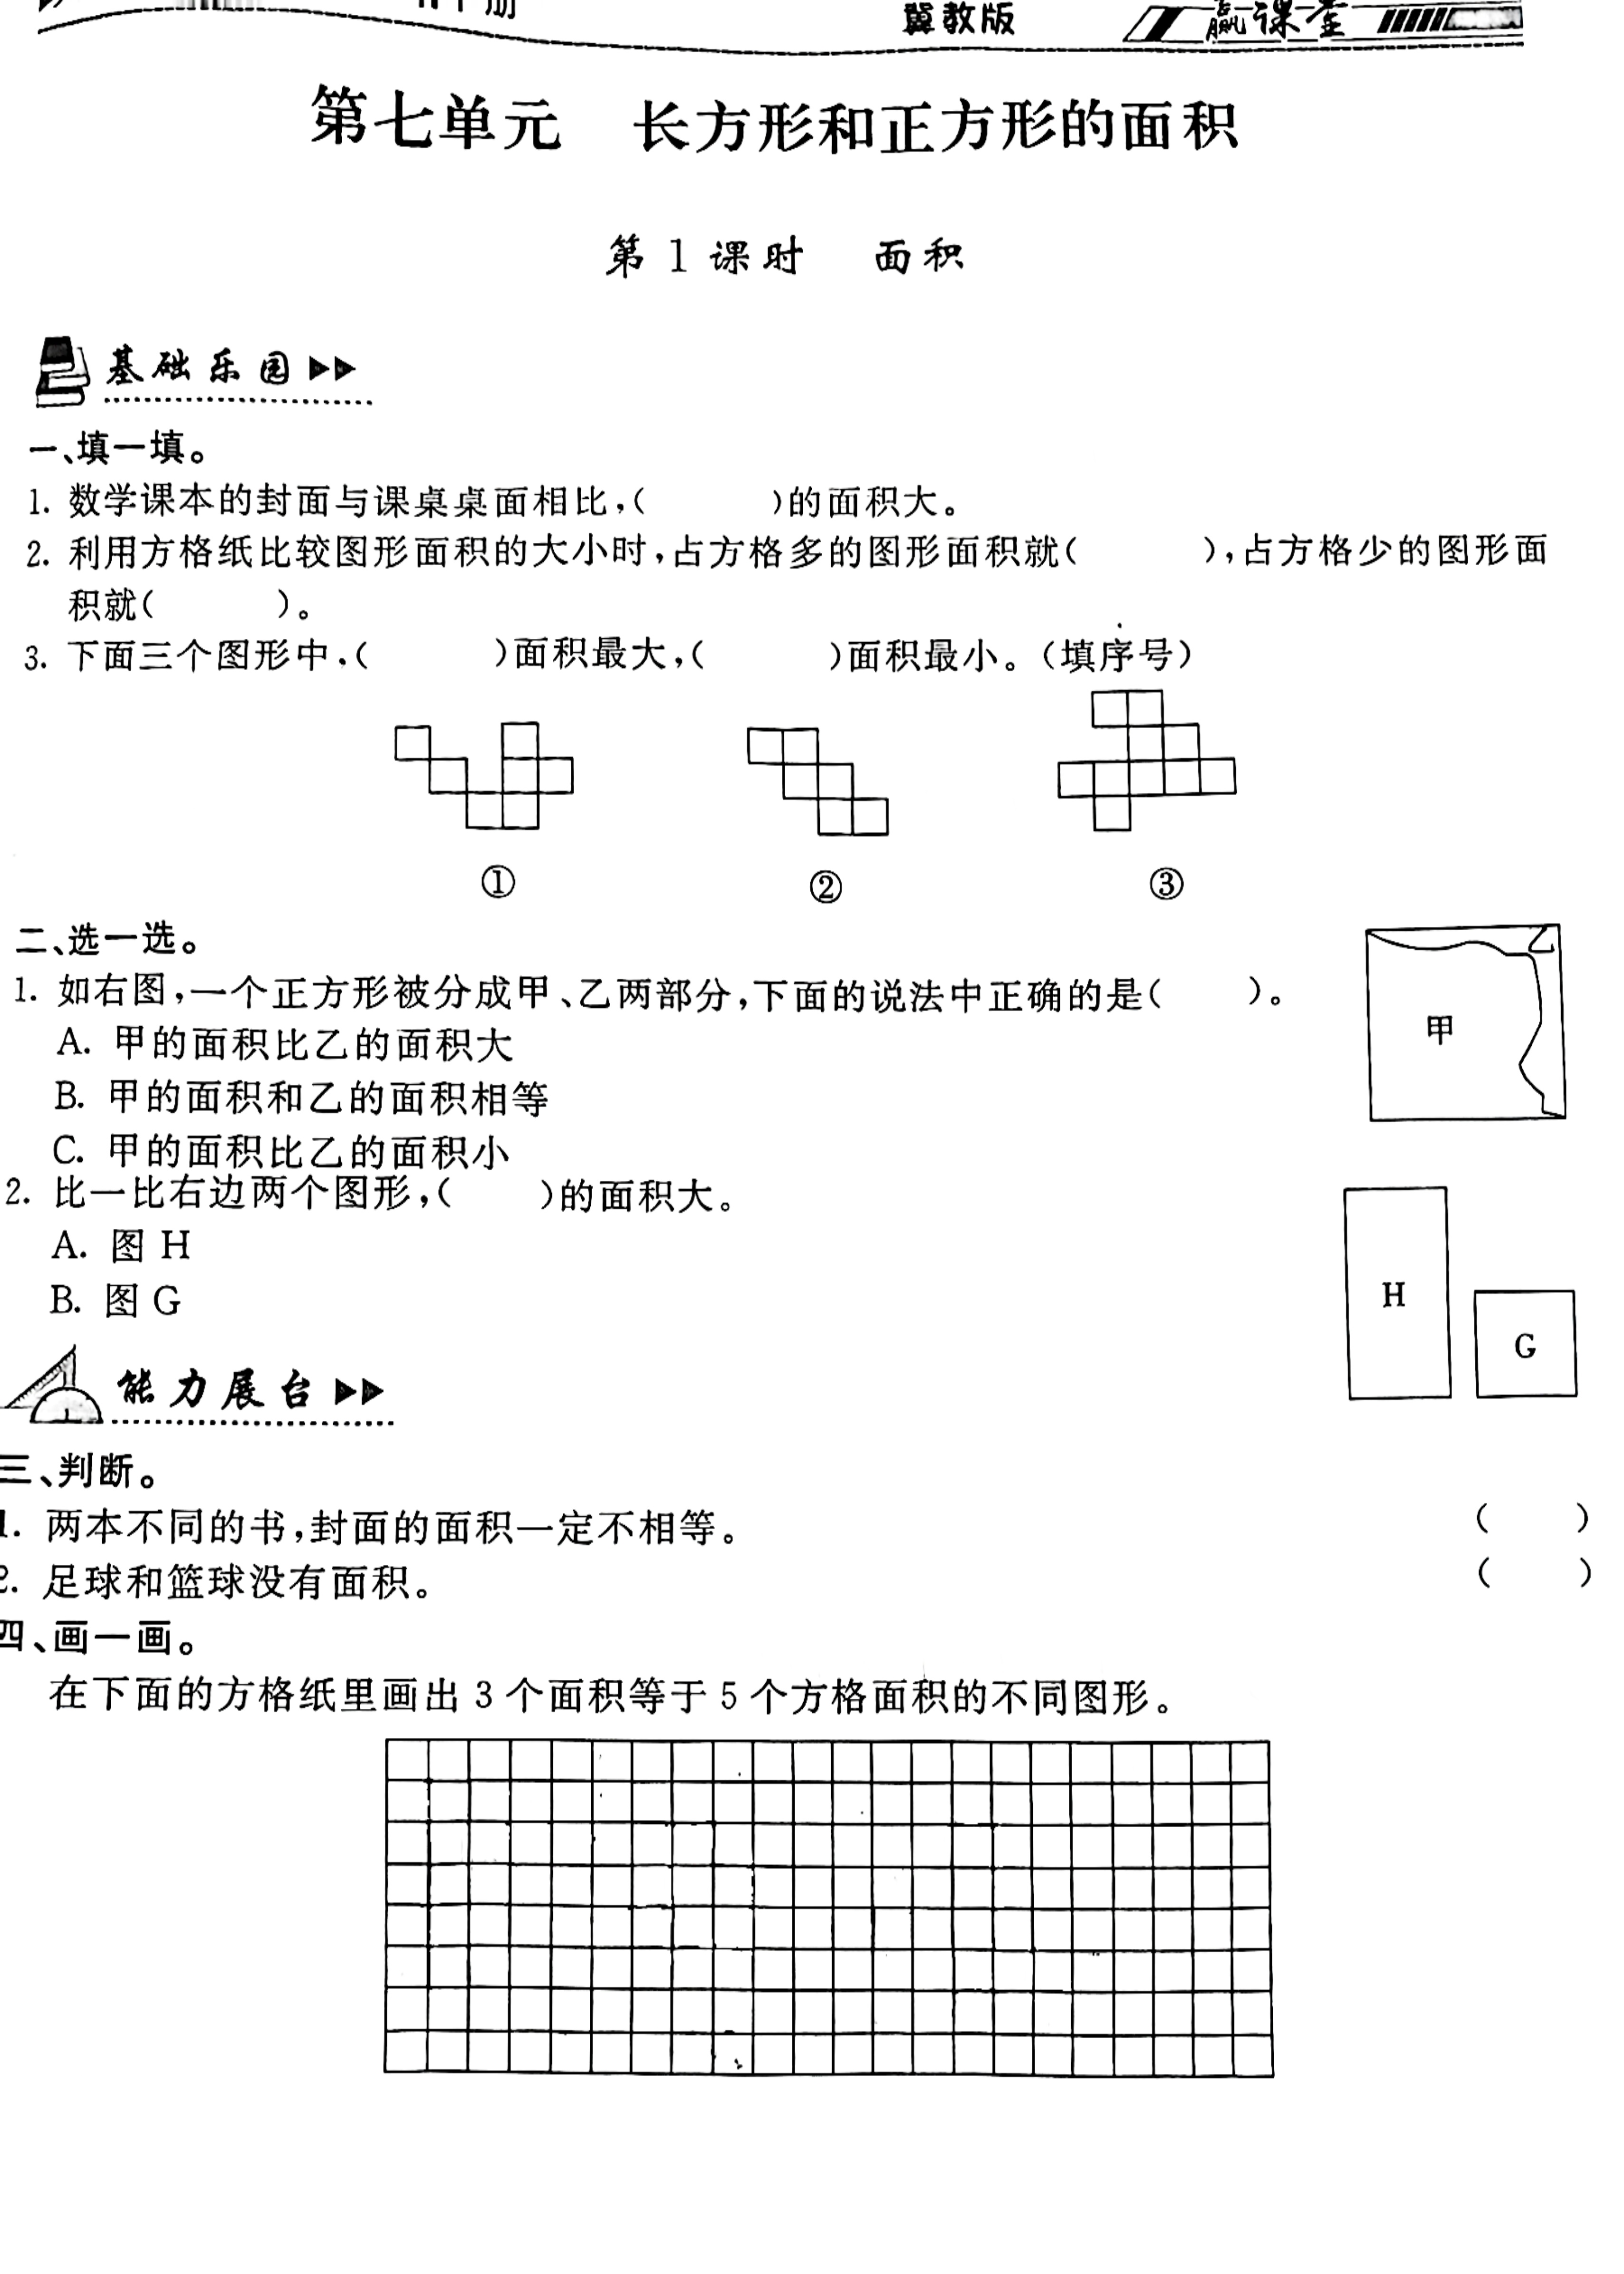 册
冀教版
赢课堂
第七单元 长方形和正方形的面积
第1课时 面积
基础乐园
一、填一填。
1. 数学课本的封面与课桌桌面相比,( )的面积大。
2. 利用方格纸比较图形面积的大小时,占方格多的图形面积就( ),占方格少的图形面
积就( )。
3. 下面三个图形中,( )面积最大,( )面积最小。(填序号)
① ② ③
二、选一选。
1. 如右图,一个正方形被分成甲、乙两部分,下面的说法中正确的是( )。
A. 甲的面积比乙的面积大
B. 甲的面积和乙的面积相等
C. 甲的面积比乙的面积小
乙
甲
2. 比一比右边两个图形,( )的面积大。
A. 图 H
B. 图 G
H
G
能力展台
三、判断。
1. 两本不同的书,封面的面积一定不相等。 ( )
2. 足球和篮球没有面积。 ( )
四、画一画。
在下面的方格纸里画出 3 个面积等于 5 个方格面积的不同图形。